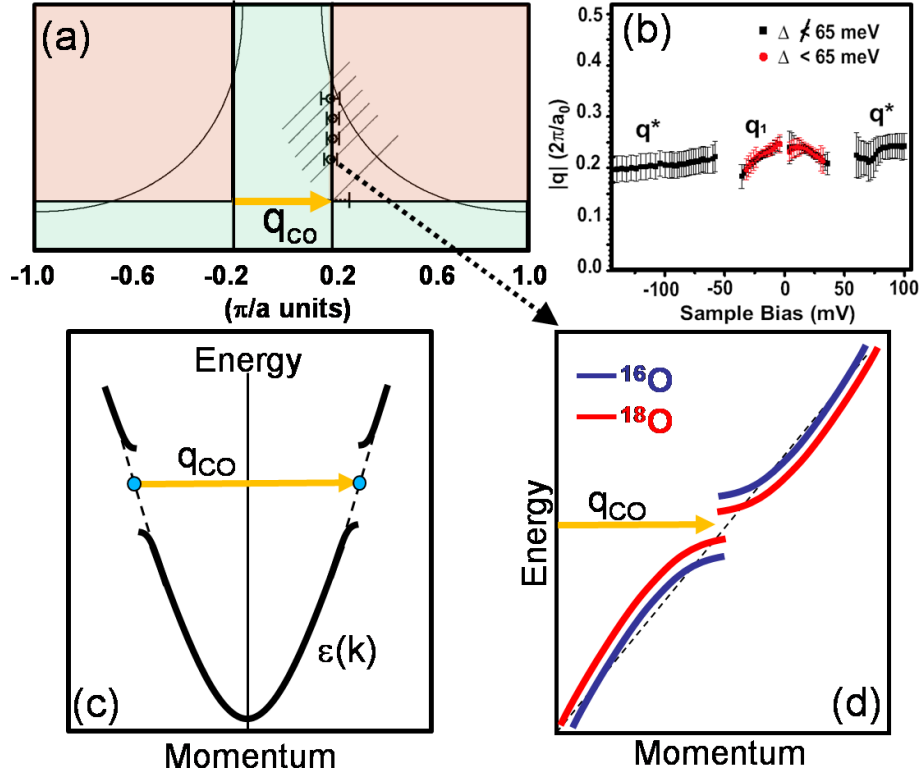 (a)
q_CO
-1.0 -0.6 -0.2 0.2 0.6 1.0
(π/a units)
(b)
Δ ≮ 65 meV
Δ < 65 meV
q* q₁ q*
|q| (2π/a₀)
0.5
0.4
0.3
0.2
0.1
0.0
-100 -50 0 50 100
Sample Bias (mV)
Energy
q_CO
ε(k)
(c)
Momentum
¹⁶O
¹⁸O
q_CO
Energy
(d)
Momentum